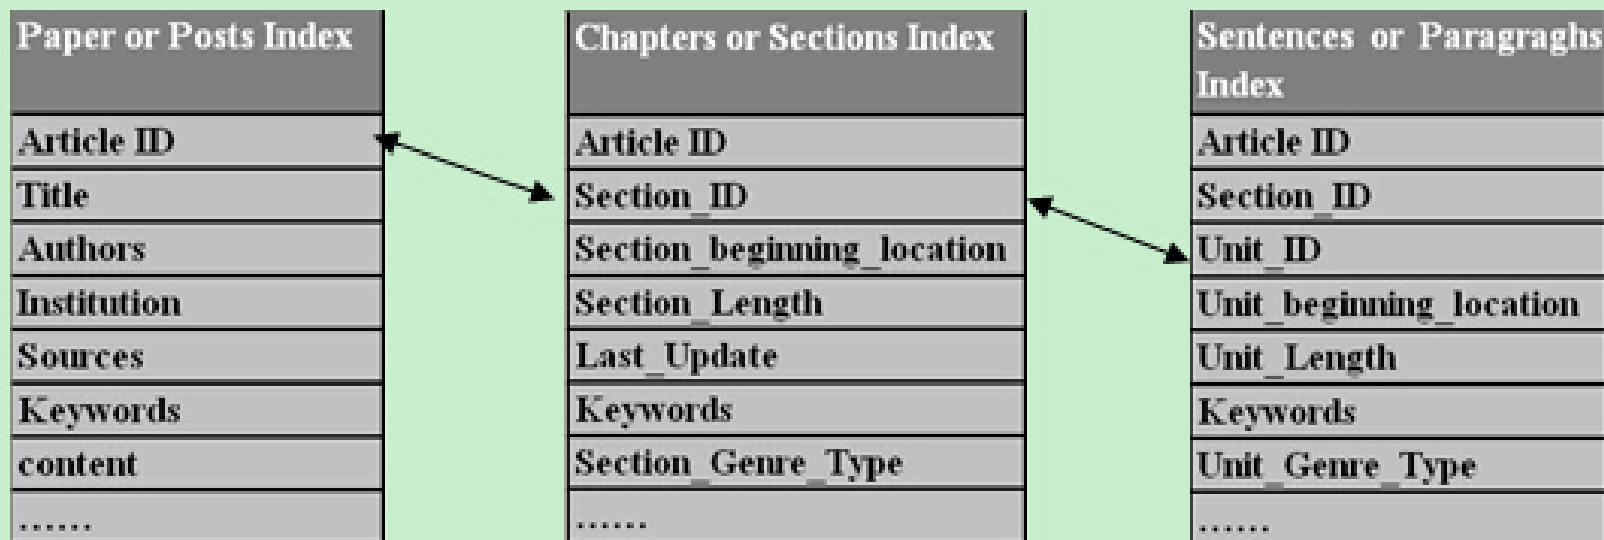 Paper or Posts Index
Article ID
Title
Authors
Institution
Sources
Keywords
content
......
Chapters or Sections Index
Article ID
Section_ID
Section_beginning_location
Section_Length
Last_Update
Keywords
Section_Genre_Type
......
Sentences or Paragraghs
Index
Article ID
Section_ID
Unit_ID
Unit_beginning_location
Unit_Length
Keywords
Unit_Genre_Type
......